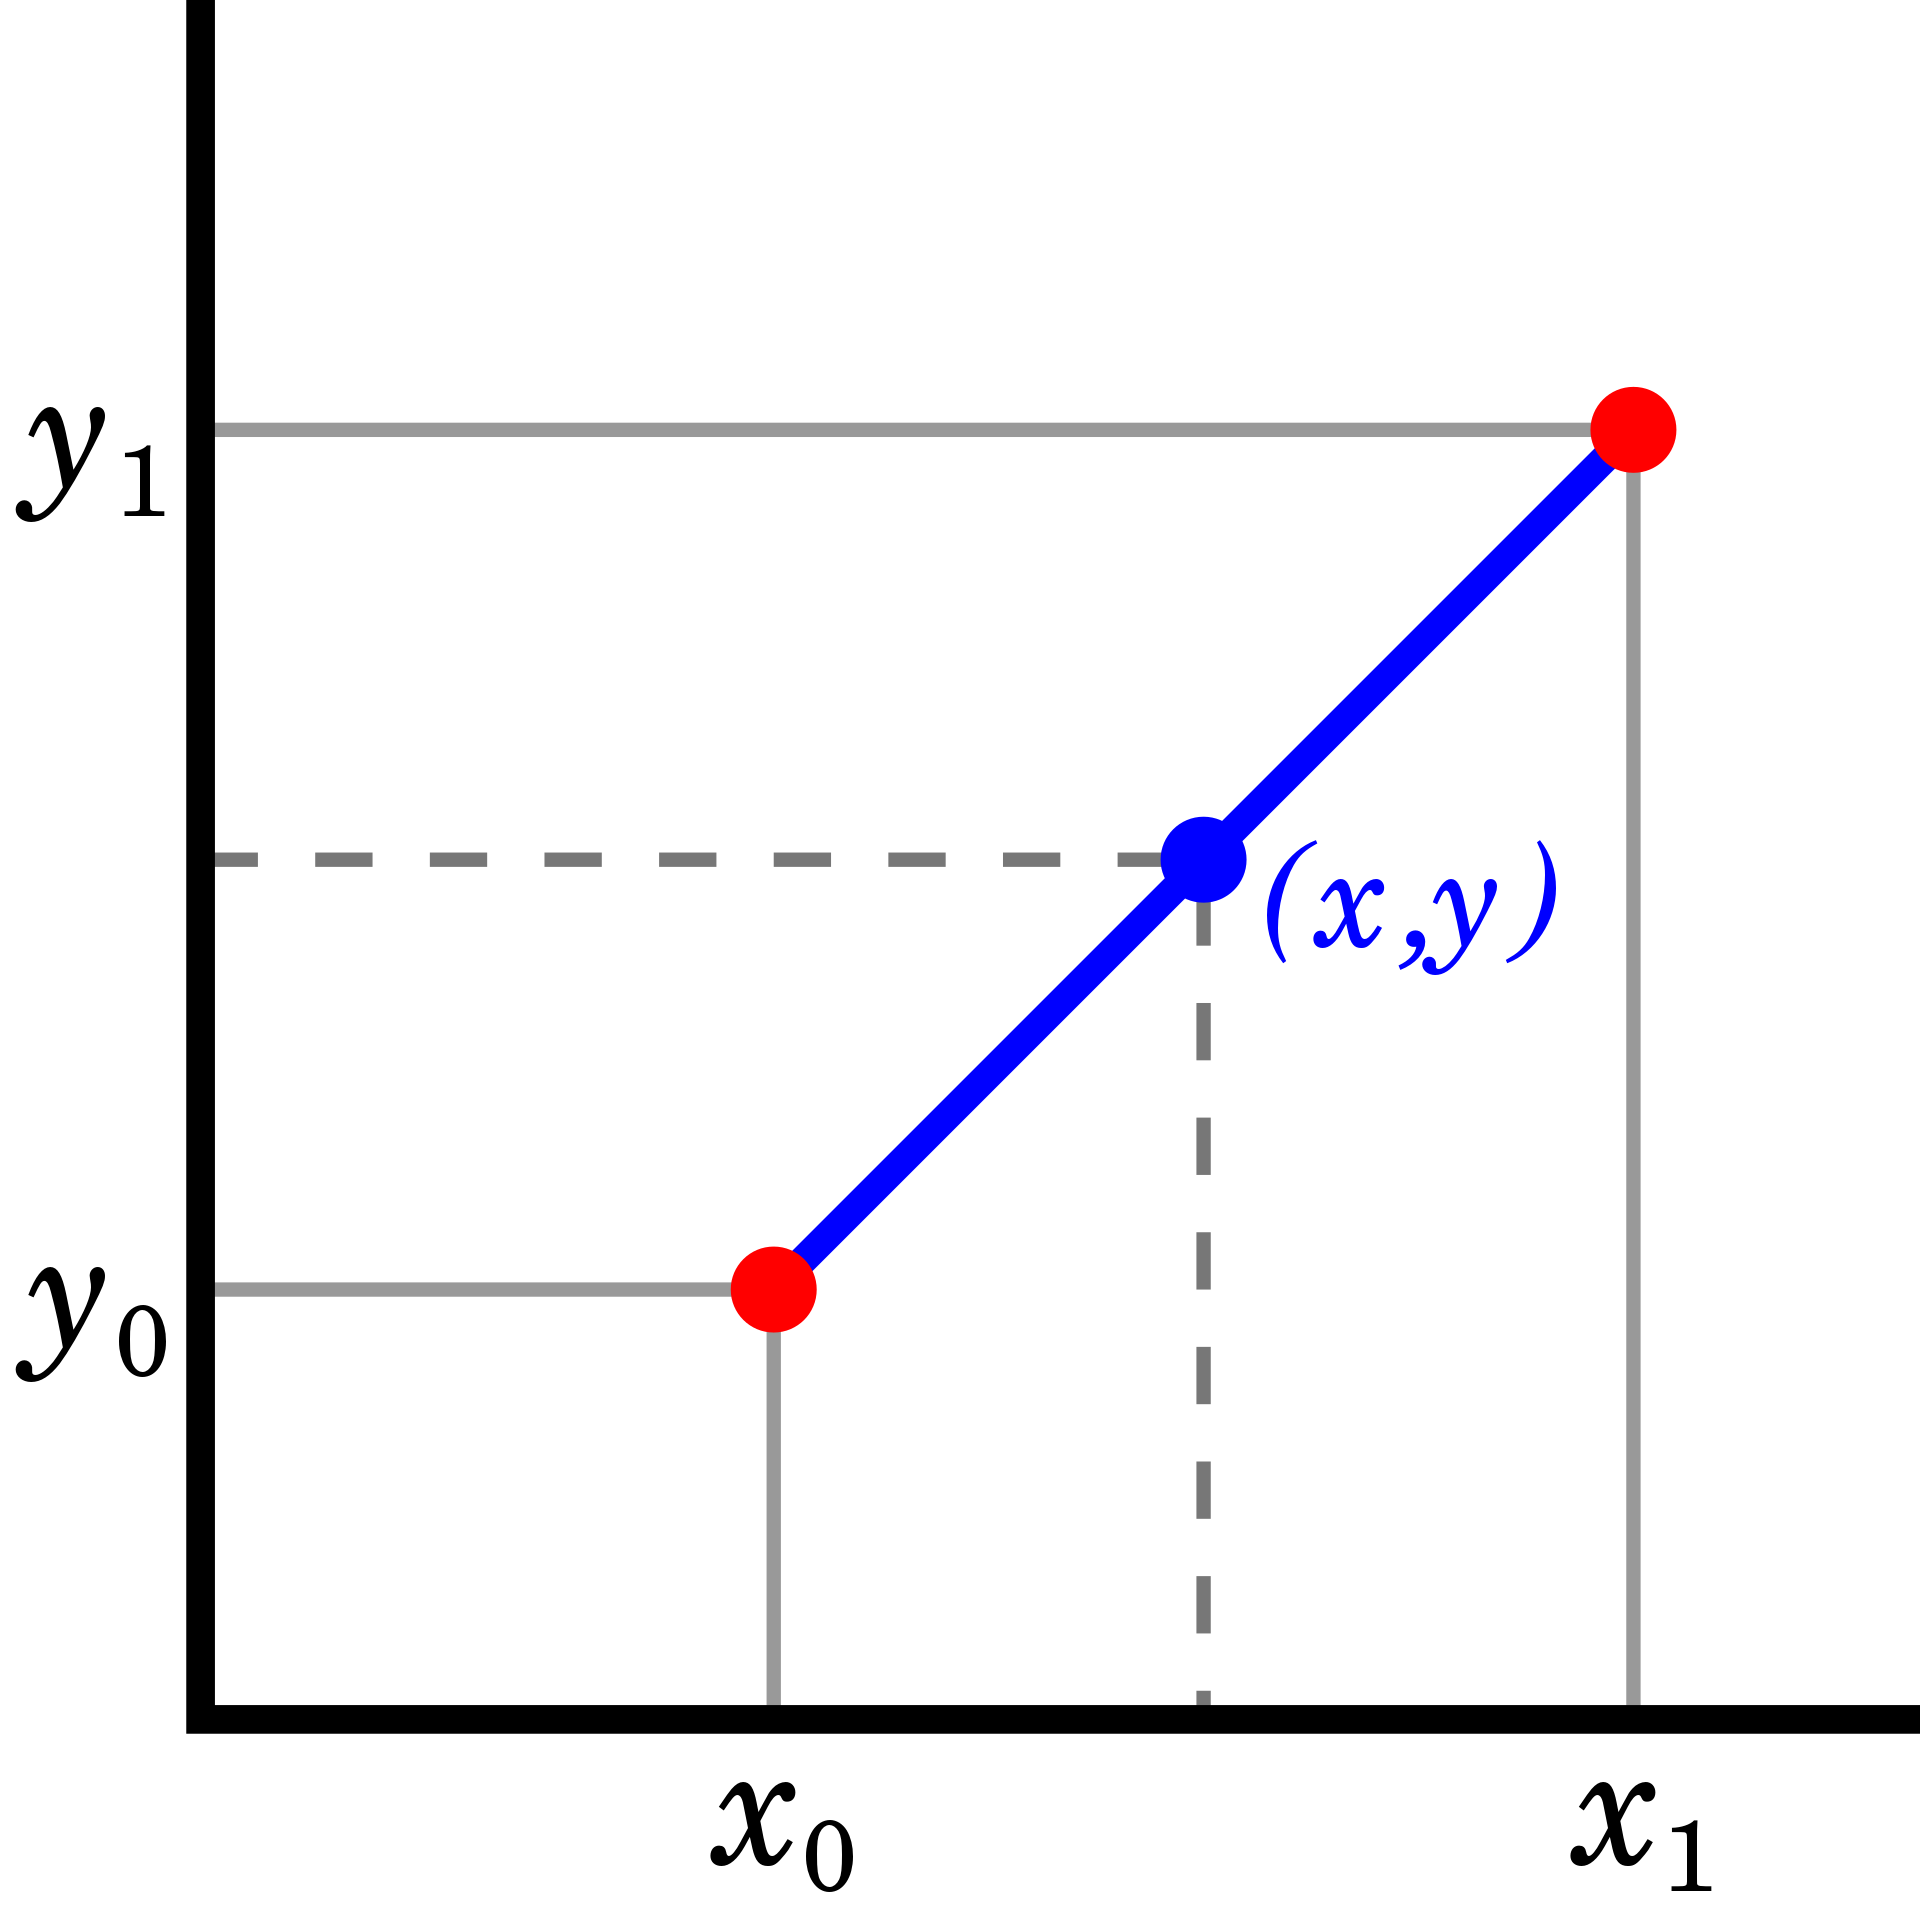 y₁
(x,y)
y₀
x₀
x₁